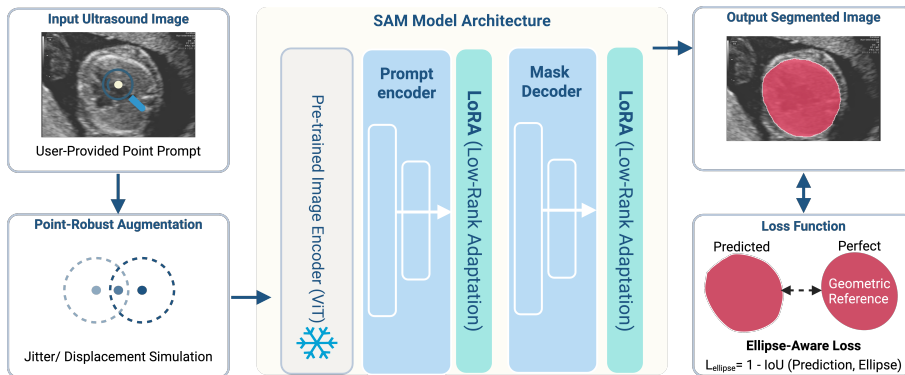 Input Ultrasound Image
User-Provided Point Prompt
Point-Robust Augmentation
Jitter/ Displacement Simulation
SAM Model Architecture
Pre-trained Image Encoder (ViT)
Prompt
encoder
LoRA (Low-Rank Adaptation)
Mask
Decoder
LoRA (Low-Rank Adaptation)
Output Segmented Image
Loss Function
Predicted
Perfect
Geometric
Reference
Ellipse-Aware Loss
Lellipse= 1 - IoU (Prediction, Ellipse)